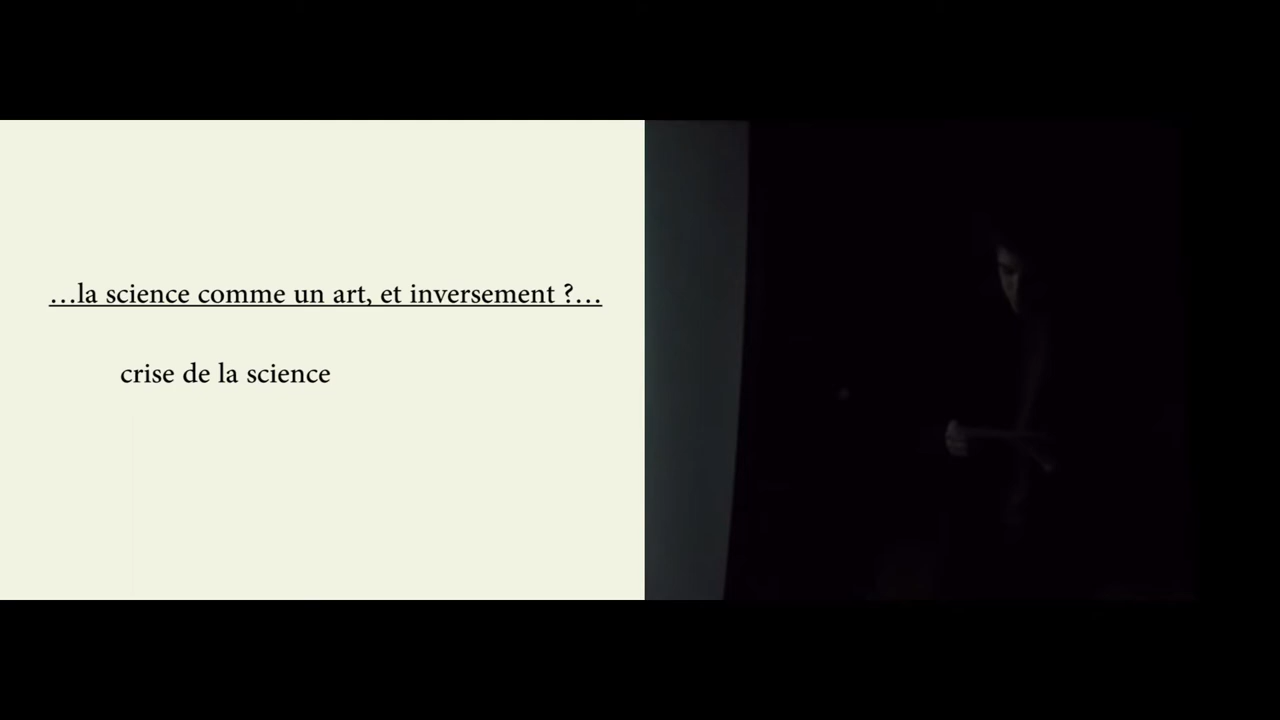 …la science comme un art, et inversement ?…
crise de la science